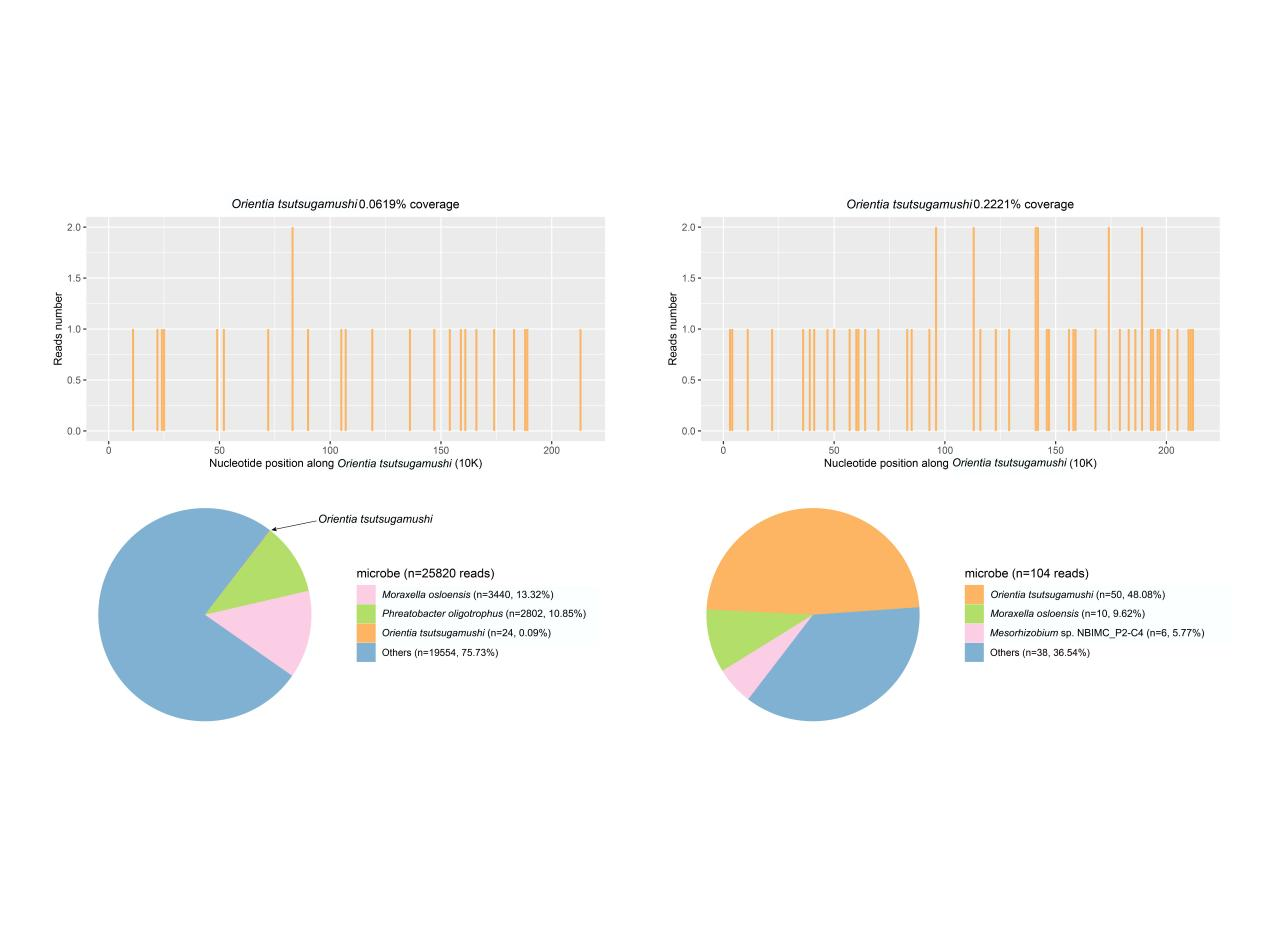 Orientia tsutsugamushi 0.0619% coverage
2.0
1.5
1.0
0.5
0.0
Reads number
0 50 100 150 200
Nucleotide position along Orientia tsutsugamushi (10K)
Orientia tsutsugamushi 0.2221% coverage
2.0
1.5
1.0
0.5
0.0
Reads number
0 50 100 150 200
Nucleotide position along Orientia tsutsugamushi (10K)
Orientia tsutsugamushi
microbe (n=25820 reads)
Moraxella osloensis (n=3440, 13.32%)
Phreatobacter oligotrophus (n=2802, 10.85%)
Orientia tsutsugamushi (n=24, 0.09%)
Others (n=19554, 75.73%)
microbe (n=104 reads)
Orientia tsutsugamushi (n=50, 48.08%)
Moraxella osloensis (n=10, 9.62%)
Mesorhizobium sp. NBIMC_P2-C4 (n=6, 5.77%)
Others (n=38, 36.54%)